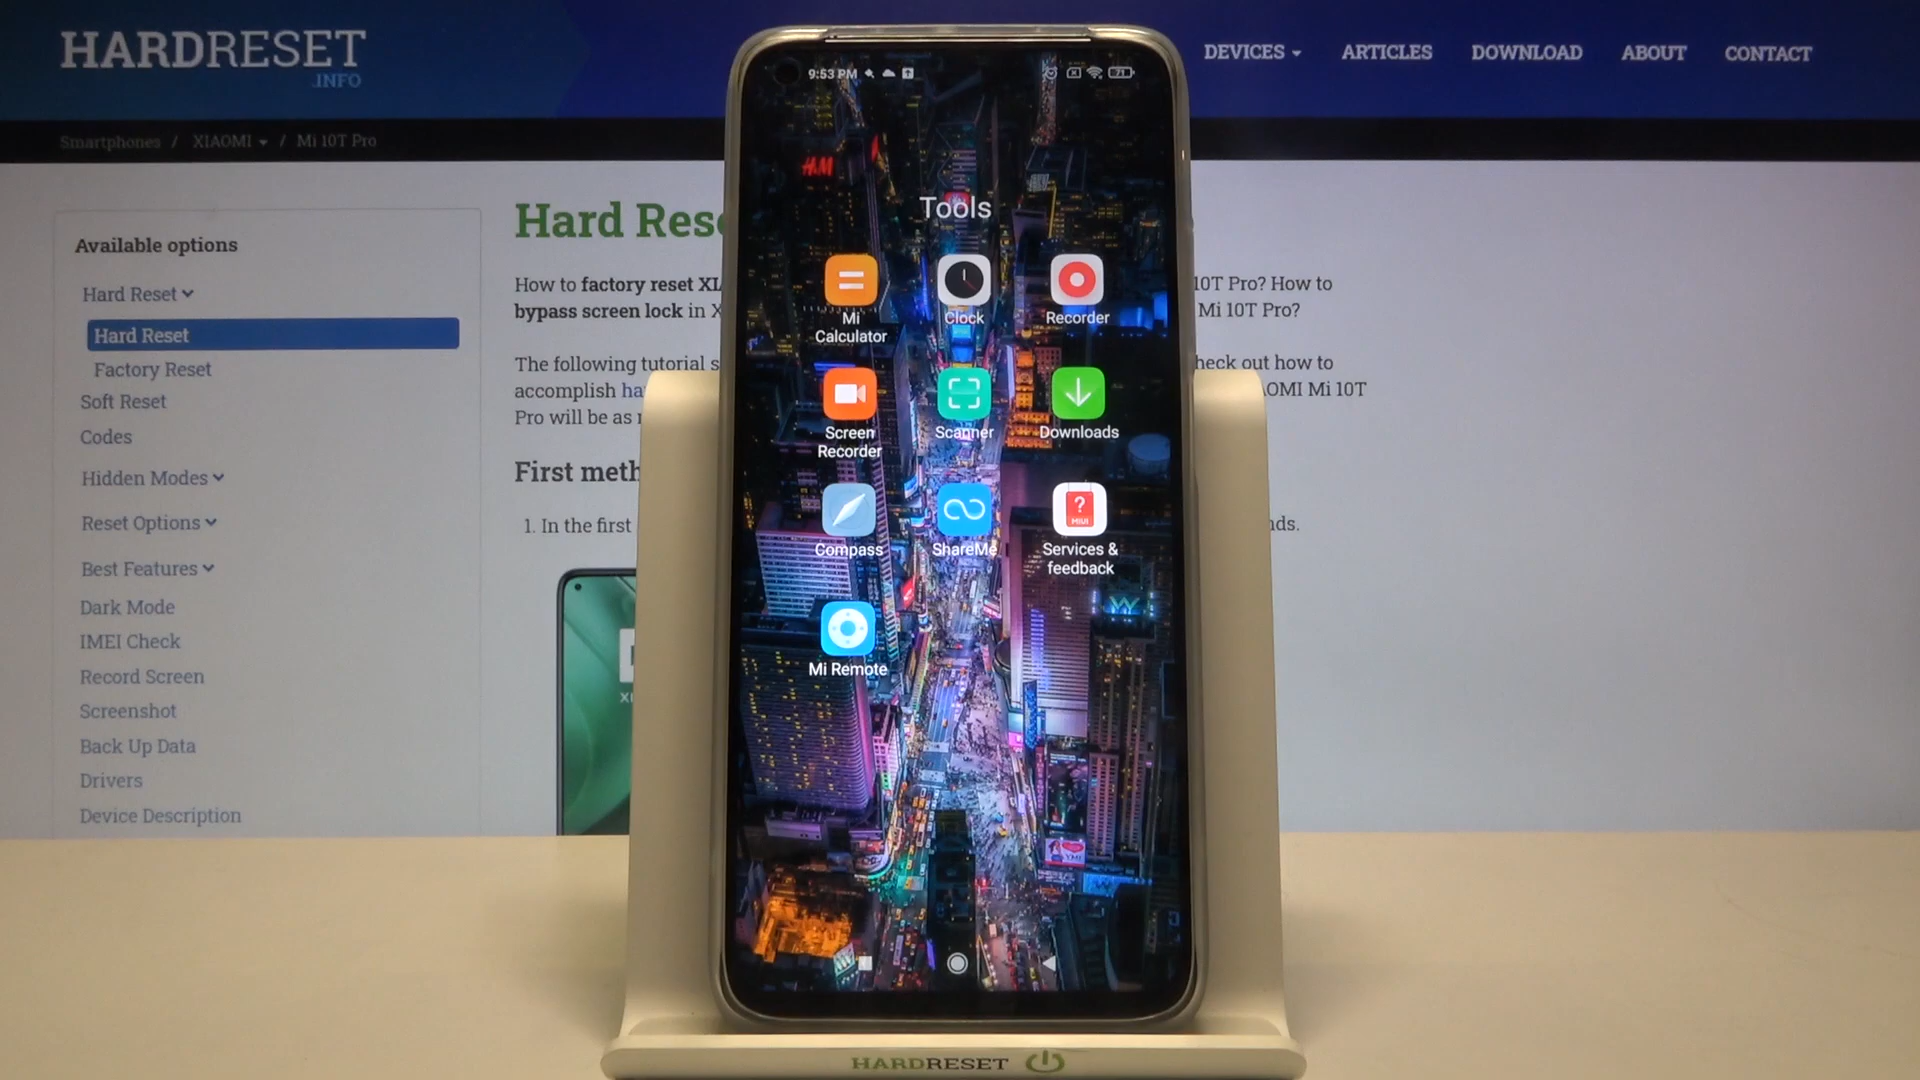 HARDRESET
.INFO
DEVICES
ARTICLES
DOWNLOAD
ABOUT
CONTACT
Smartphones / XIAOMI / Mi 10T Pro
Available options
Hard Reset
Hard Reset
Factory Reset
Soft Reset
Codes
Hidden Modes
Reset Options
Best Features
Dark Mode
IMEI Check
Record Screen
Screenshot
Back Up Data
Drivers
Device Description
Hard Res
How to factory reset XI
10T Pro? How to
bypass screen lock in X
Mi 10T Pro?
The following tutorial s
heck out how to
accomplish ha
OMI Mi 10T
Pro will be as
First meth
1. In the first
nds.
9:53 PM
71
H&M
Tools
Mi
Calculator
Clock
Recorder
Screen
Recorder
Scanner
Downloads
Compass
ShareMe
?
MIUI
Services &
feedback
Mi Remote
HARDRESET